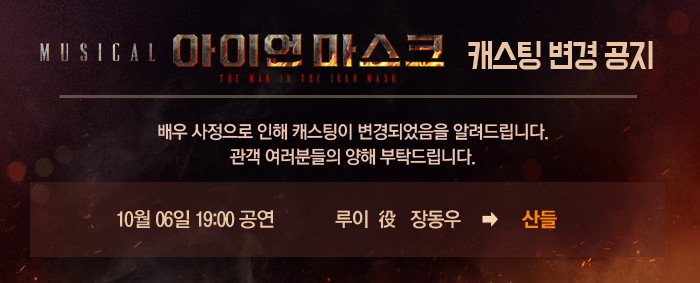 MUSICAL 아이언 마스크 캐스팅 변경 공지
THE MAN IN THE IRON MASK
배우 사정으로 인해 캐스팅이 변경되었음을 알려드립니다.
관객 여러분들의 양해 부탁드립니다.
10월 06일 19:00 공연 루이 役 장동우 ➡ 산들